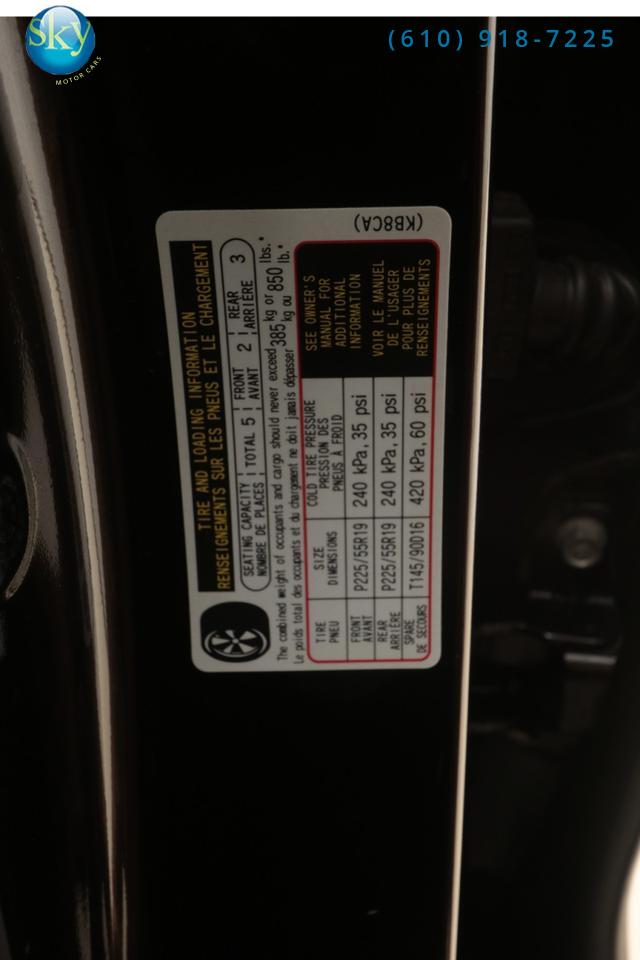 Sky
MOTOR CARS
(610) 918-7225
(KB8CA)
TIRE AND LOADING INFORMATION
RENSEIGNEMENTS SUR LES PNEUS ET LE CHARGEMENT
SEATING CAPACITY TOTAL 5 FRONT 2 REAR 3
NOMBRE DE PLACES AVANT ARRIÈRE
The combined weight of occupants and cargo should never exceed 385 kg or 850 lbs.*
Le poids total des occupants et du chargement ne doit jamais dépasser kg ou lb.*
TIRE SIZE COLD TIRE PRESSURE
PNEU DIMENSIONS PRESSION DES
PNEUS À FROID
FRONT P225/55R19 240 kPa, 35 psi
AVANT
REAR P225/55R19 240 kPa, 35 psi
ARRIÈRE
SPARE T145/90D16 420 kPa, 60 psi
DE SECOURS
SEE OWNER'S
MANUAL FOR
ADDITIONAL
INFORMATION
VOIR LE MANUEL
DE L'USAGER
POUR PLUS DE
RENSEIGNEMENTS